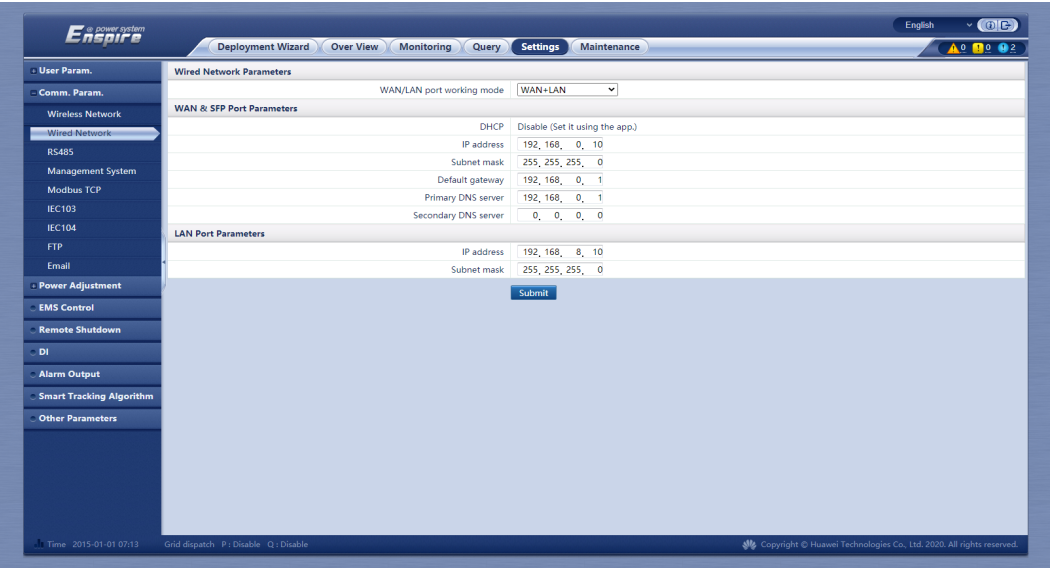 @ power system
Enspire
English
Deployment Wizard Over View Monitoring Query Settings Maintenance
0 0 2
User Param.
Comm. Param.
Wireless Network
Wired Network
RS485
Management System
Modbus TCP
IEC103
IEC104
FTP
Email
Power Adjustment
EMS Control
Remote Shutdown
DI
Alarm Output
Smart Tracking Algorithm
Other Parameters
Wired Network Parameters
WAN/LAN port working mode WAN+LAN
WAN & SFP Port Parameters
DHCP Disable (Set it using the app.)
IP address 192. 168. 0. 10
Subnet mask 255. 255. 255. 0
Default gateway 192. 168. 0. 1
Primary DNS server 192. 168. 0. 1
Secondary DNS server 0. 0. 0. 0
LAN Port Parameters
IP address 192. 168. 8. 10
Subnet mask 255. 255. 255. 0
Submit
Time 2015-01-01 07:13 Grid dispatch P : Disable Q : Disable Copyright © Huawei Technologies Co., Ltd. 2020. All rights reserved.